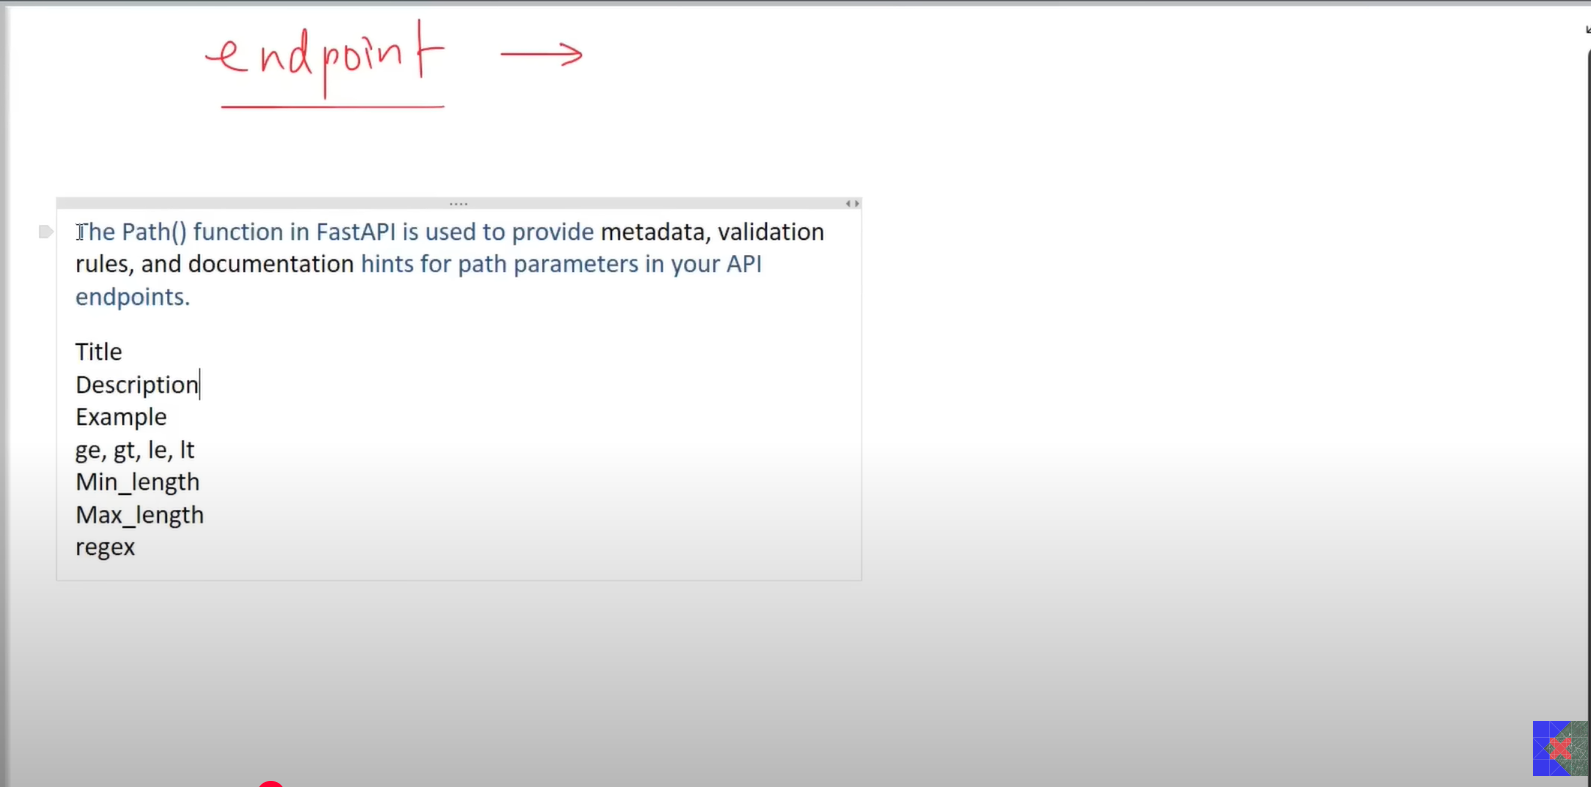 endpoint →
The Path() function in FastAPI is used to provide metadata, validation
rules, and documentation hints for path parameters in your API
endpoints.
Title
Description
Example
ge, gt, le, lt
Min_length
Max_length
regex